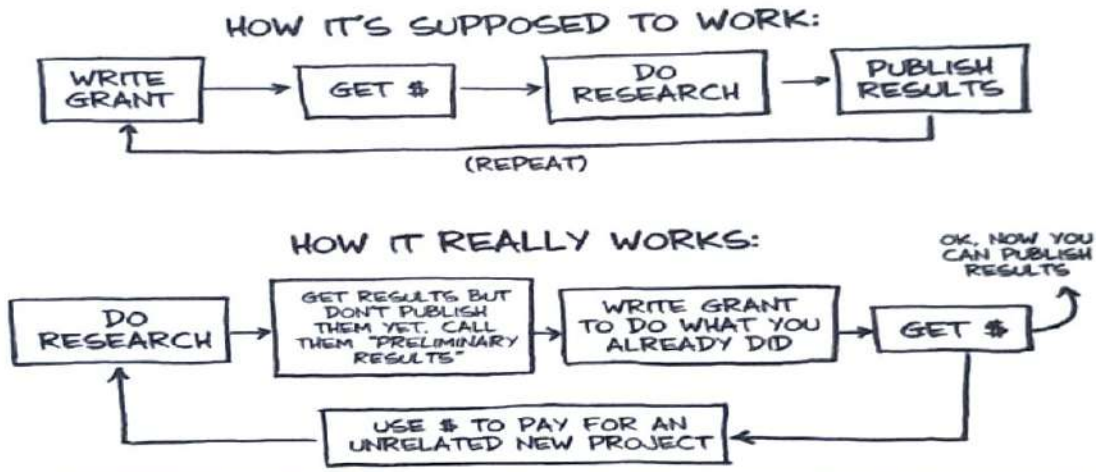 HOW IT'S SUPPOSED TO WORK:
WRITE
GRANT
GET $
DO
RESEARCH
PUBLISH
RESULTS
(REPEAT)
HOW IT REALLY WORKS:
OK, NOW YOU
CAN PUBLISH
RESULTS
DO
RESEARCH
GET RESULTS BUT
DON'T PUBLISH
THEM YET. CALL
THEM "PRELIMINARY
RESULTS"
WRITE GRANT
TO DO WHAT YOU
ALREADY DID
GET $
USE $ TO PAY FOR AN
UNRELATED NEW PROJECT